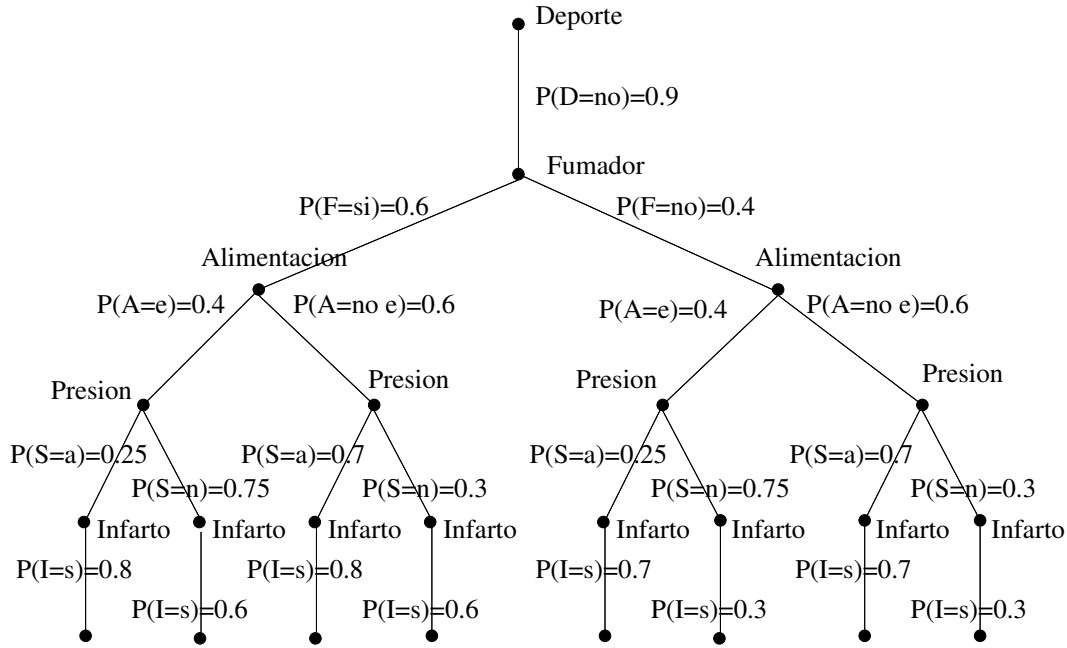 Deporte
P(D=no)=0.9
Fumador
P(F=si)=0.6
P(F=no)=0.4
Alimentacion
Alimentacion
P(A=e)=0.4
P(A=no e)=0.6
P(A=e)=0.4
P(A=no e)=0.6
Presion
Presion
Presion
Presion
P(S=a)=0.25
P(S=n)=0.75
P(S=a)=0.7
P(S=n)=0.3
P(S=a)=0.25
P(S=n)=0.75
P(S=a)=0.7
P(S=n)=0.3
Infarto
Infarto
Infarto
Infarto
Infarto
Infarto
Infarto
Infarto
P(I=s)=0.8
P(I=s)=0.6
P(I=s)=0.8
P(I=s)=0.6
P(I=s)=0.7
P(I=s)=0.3
P(I=s)=0.7
P(I=s)=0.3